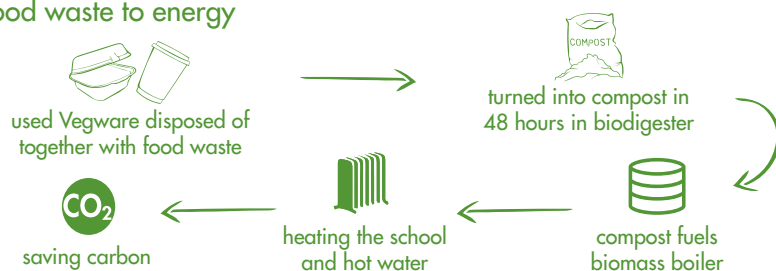 ood waste to energy
COMPOST
used Vegware disposed of
together with food waste
turned into compost in
48 hours in biodigester
compost fuels
biomass boiler
heating the school
and hot water
CO2
saving carbon